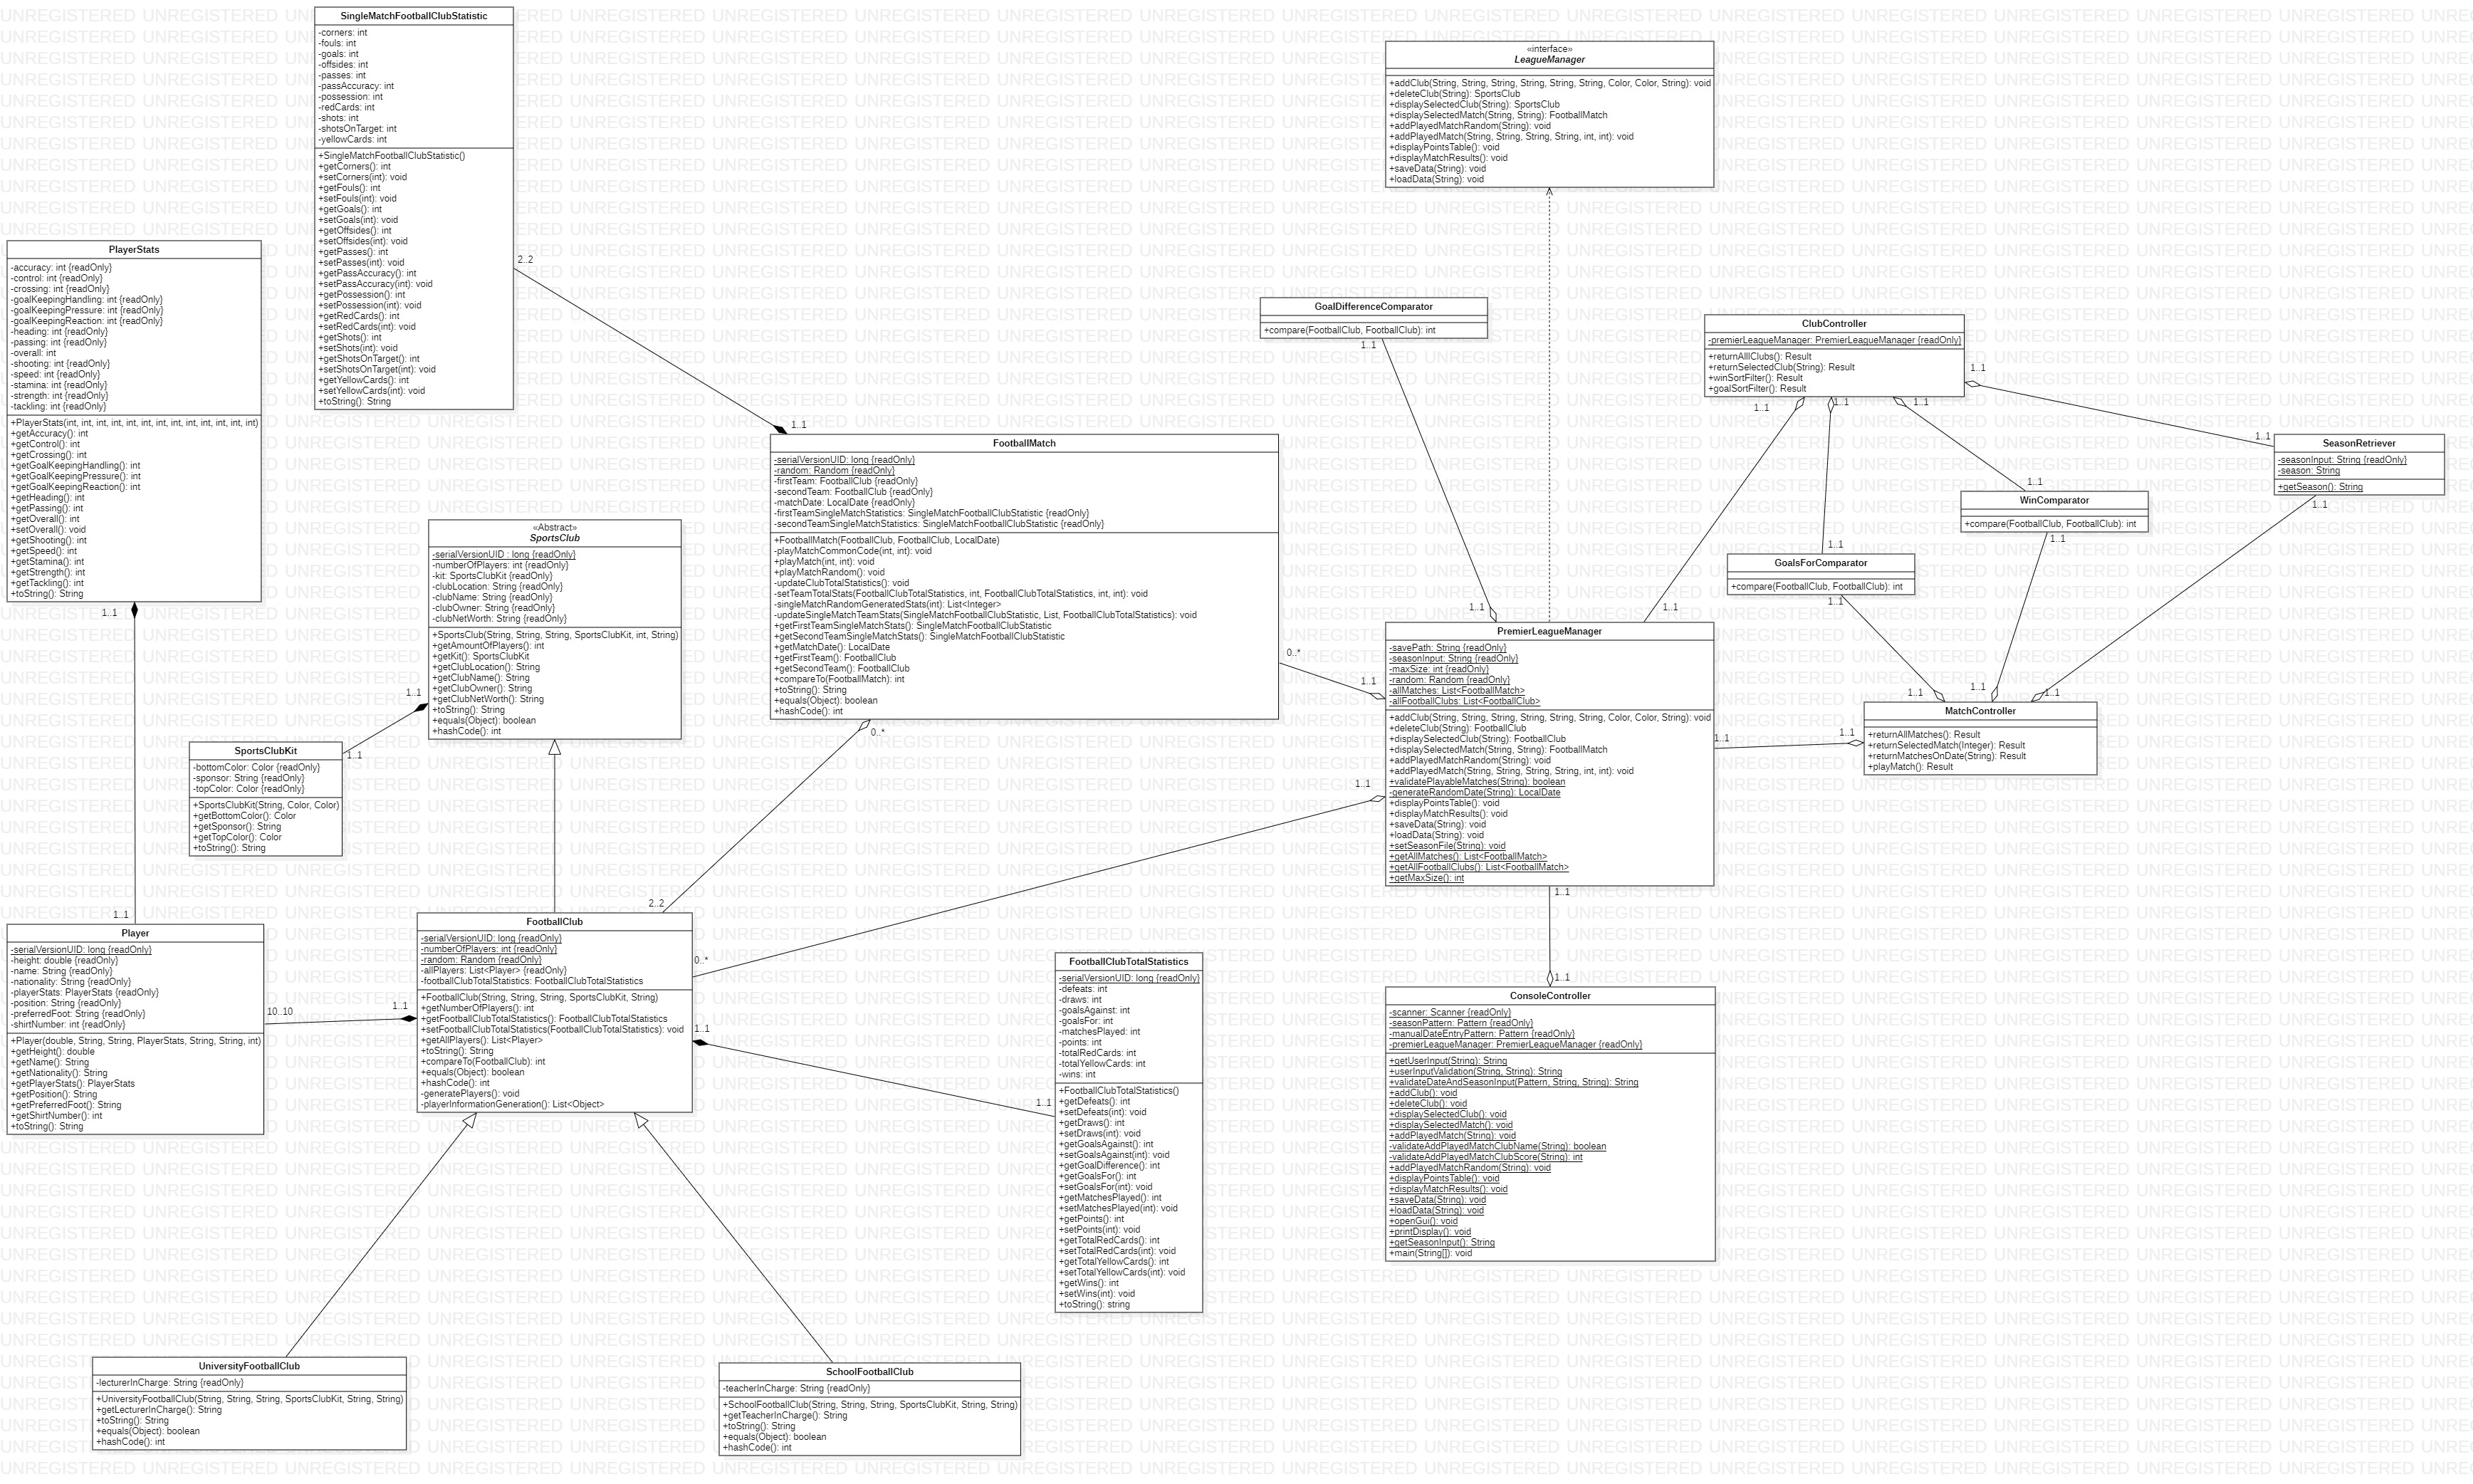 SingleMatchFootballClubStatistic
-corners: int
-fouls: int
-goals: int
-offsides: int
-passes: int
-passAccuracy: int
-possession: int
-redCards: int
-shots: int
-shotsOnTarget: int
-yellowCards: int
+SingleMatchFootballClubStatistic()
+getCorners(): int
+setCorners(int): void
+getFouls(): int
+setFouls(int): void
+getGoals(): int
+setGoals(int): void
+getOffsides(): int
+setOffsides(int): void
+getPasses(): int
+setPasses(int): void
+getPassAccuracy(): int
+setPassAccuracy(int): void
+getPossession(): int
+setPossession(int): void
+getRedCards(): int
+setRedCards(int): void
+getShots(): int
+setShots(int): void
+getShotsOnTarget(): int
+setShotsOnTarget(int): void
+getYellowCards(): int
+setYellowCards(int): void
+toString(): String
2..2
1..1
«interface»
LeagueManager
+addClub(String, String, String, String, String, String, Color, Color, String): void
+deleteClub(String): SportsClub
+displaySelectedClub(String): SportsClub
+displaySelectedMatch(String, String): FootballMatch
+addPlayedMatchRandom(String): void
+addPlayedMatch(String, String, String, String, int, int): void
+displayPointsTable(): void
+displayMatchResults(): void
+saveData(String): void
+loadData(String): void
PlayerStats
-accuracy: int {readOnly}
-control: int {readOnly}
-crossing: int {readOnly}
-goalKeepingHandling: int {readOnly}
-goalKeepingPressure: int {readOnly}
-goalKeepingReaction: int {readOnly}
-heading: int {readOnly}
-passing: int {readOnly}
-overall: int
-shooting: int {readOnly}
-speed: int {readOnly}
-stamina: int {readOnly}
-strength: int {readOnly}
-tackling: int {readOnly}
+PlayerStats(int, int, int, int, int, int, int, int, int, int, int, int, int)
+getAccuracy(): int
+getControl(): int
+getCrossing(): int
+getGoalKeepingHandling(): int
+getGoalKeepingPressure(): int
+getGoalKeepingReaction(): int
+getHeading(): int
+getPassing(): int
+getOverall(): int
+setOverall(): void
+getShooting(): int
+getSpeed(): int
+getStamina(): int
+getStrength(): int
+getTackling(): int
+toString(): String
1..1
1..1
GoalDifferenceComparator
+compare(FootballClub, FootballClub): int
1..1
1..1
ClubController
-premierLeagueManager: PremierLeagueManager {readOnly}
+returnAlllClubs(): Result
+returnSelectedClub(String): Result
+winSortFilter(): Result
+goalSortFilter(): Result
1..1
1..1
1..1
1..1
1..1
1..1
1..1
1..1
SeasonRetriever
-seasonInput: String {readOnly}
-season: String
+getSeason(): String
1..1
WinComparator
+compare(FootballClub, FootballClub): int
1..1
GoalsForComparator
+compare(FootballClub, FootballClub): int
1..1
1..1
1..1
1..1
MatchController
+returnAllMatches(): Result
+returnSelectedMatch(Integer): Result
+returnMatchesOnDate(String): Result
+playMatch(): Result
1..1
1..1
FootballMatch
-serialVersionUID: long {readOnly}
-random: Random {readOnly}
-firstTeam: FootballClub {readOnly}
-secondTeam: FootballClub {readOnly}
-matchDate: LocalDate {readOnly}
-firstTeamSingleMatchStatistics: SingleMatchFootballClubStatistic {readOnly}
-secondTeamSingleMatchStatistics: SingleMatchFootballClubStatistic {readOnly}
+FootballMatch(FootballClub, FootballClub, LocalDate)
-playMatchCommonCode(int, int): void
+playMatch(int, int): void
+playMatchRandom(): void
-updateClubTotalStatistics(): void
-setTeamTotalStats(FootballClubTotalStatistics, int, FootballClubTotalStatistics, int, int): void
-singleMatchRandomGeneratedStats(int): List<Integer>
-updateSingleMatchTeamStats(SingleMatchFootballClubStatistic, List, FootballClubTotalStatistics): void
+getFirstTeamSingleMatchStats(): SingleMatchFootballClubStatistic
+getSecondTeamSingleMatchStats(): SingleMatchFootballClubStatistic
+getMatchDate(): LocalDate
+getFirstTeam(): FootballClub
+getSecondTeam(): FootballClub
+compareTo(FootballMatch): int
+toString(): String
+equals(Object): boolean
+hashCode(): int
0..*
1..1
0..*
2..2
«Abstract»
SportsClub
-serialVersionUID : long {readOnly}
-numberOfPlayers: int {readOnly}
-kit: SportsClubKit {readOnly}
-clubLocation: String {readOnly}
-clubName: String {readOnly}
-clubOwner: String {readOnly}
-clubNetWorth: String {readOnly}
+SportsClub(String, String, String, SportsClubKit, int, String)
+getAmountOfPlayers(): int
+getKit(): SportsClubKit
+getClubLocation(): String
+getClubName(): String
+getClubOwner(): String
+getClubNetWorth(): String
+toString(): String
+equals(Object): boolean
+hashCode(): int
1..1
1..1
SportsClubKit
-bottomColor: Color {readOnly}
-sponsor: String {readOnly}
-topColor: Color {readOnly}
+SportsClubKit(String, Color, Color)
+getBottomColor(): Color
+getSponsor(): String
+getTopColor(): Color
+toString(): String
PremierLeagueManager
-savePath: String {readOnly}
-seasonInput: String {readOnly}
-maxSize: int {readOnly}
-random: Random {readOnly}
-allMatches: List<FootballMatch>
-allFootballClubs: List<FootballClub>
+addClub(String, String, String, String, String, String, Color, Color, String): void
+deleteClub(String): FootballClub
+displaySelectedClub(String): FootballClub
+displaySelectedMatch(String, String): FootballMatch
+addPlayedMatchRandom(String): void
+addPlayedMatch(String, String, String, String, int, int): void
+validatePlayableMatches(String): boolean
-generateRandomDate(String): LocalDate
+displayPointsTable(): void
+displayMatchResults(): void
+saveData(String): void
+loadData(String): void
+setSeasonFile(String): void
+getAllMatches(): List<FootballMatch>
+getAllFootballClubs(): List<FootballMatch>
+getMaxSize(): int
1..1
0..*
1..1
1..1
Player
-serialVersionUID: long {readOnly}
-height: double {readOnly}
-name: String {readOnly}
-nationality: String {readOnly}
-playerStats: PlayerStats {readOnly}
-position: String {readOnly}
-preferredFoot: String {readOnly}
-shirtNumber: int {readOnly}
+Player(double, String, String, PlayerStats, String, String, int)
+getHeight(): double
+getName(): String
+getNationality(): String
+getPlayerStats(): PlayerStats
+getPosition(): String
+getPreferredFoot(): String
+getShirtNumber(): int
+toString(): String
10..10
1..1
FootballClub
-serialVersionUID: long {readOnly}
-numberOfPlayers: int {readOnly}
-random: Random {readOnly}
-allPlayers: List<Player> {readOnly}
-footballClubTotalStatistics: FootballClubTotalStatistics
+FootballClub(String, String, String, SportsClubKit, String)
+getNumberOfPlayers(): int
+getFootballClubTotalStatistics(): FootballClubTotalStatistics
+setFootballClubTotalStatistics(FootballClubTotalStatistics): void
+getAllPlayers(): List<Player>
+toString(): String
+compareTo(FootballClub): int
+equals(Object): boolean
+hashCode(): int
-generatePlayers(): void
-playerInformationGeneration(): List<Object>
1..1
1..1
FootballClubTotalStatistics
-serialVersionUID: long {readOnly}
-defeats: int
-draws: int
-goalsAgainst: int
-goalsFor: int
-matchesPlayed: int
-points: int
-totalRedCards: int
-totalYellowCards: int
-wins: int
+FootballClubTotalStatistics()
+getDefeats(): int
+setDefeats(int): void
+getDraws(): int
+setDraws(int): void
+getGoalsAgainst(): int
+setGoalsAgainst(int): void
+getGoalDifference(): int
+getGoalsFor(): int
+setGoalsFor(int): void
+getMatchesPlayed(): int
+setMatchesPlayed(int): void
+getPoints(): int
+setPoints(int): void
+getTotalRedCards(): int
+setTotalRedCards(int): void
+getTotalYellowCards(): int
+setTotalYellowCards(int): void
+getWins(): int
+setWins(int): void
+toString(): string
ConsoleController
-scanner: Scanner {readOnly}
-seasonPattern: Pattern {readOnly}
-manualDateEntryPattern: Pattern {readOnly}
-premierLeagueManager: PremierLeagueManager {readOnly}
+getUserInput(String): String
+userInputValidation(String, String): String
+validateDateAndSeasonInput(Pattern, String, String): String
+addClub(): void
+deleteClub(): void
+displaySelectedClub(): void
+displaySelectedMatch(): void
+addPlayedMatch(String): void
-validateAddPlayedMatchClubName(String): boolean
-validateAddPlayedMatchClubScore(String): int
+addPlayedMatchRandom(String): void
+displayPointsTable(): void
+displayMatchResults(): void
+saveData(String): void
+loadData(String): void
+openGui(): void
+printDisplay(): void
+getSeasonInput(): String
+main(String[]): void
UniversityFootballClub
-lecturerInCharge: String {readOnly}
+UniversityFootballClub(String, String, String, SportsClubKit, String, String)
+getLecturerInCharge(): String
+toString(): String
+equals(Object): boolean
+hashCode(): int
SchoolFootballClub
-teacherInCharge: String {readOnly}
+SchoolFootballClub(String, String, String, SportsClubKit, String, String)
+getTeacherInCharge(): String
+toString(): String
+equals(Object): boolean
+hashCode(): int